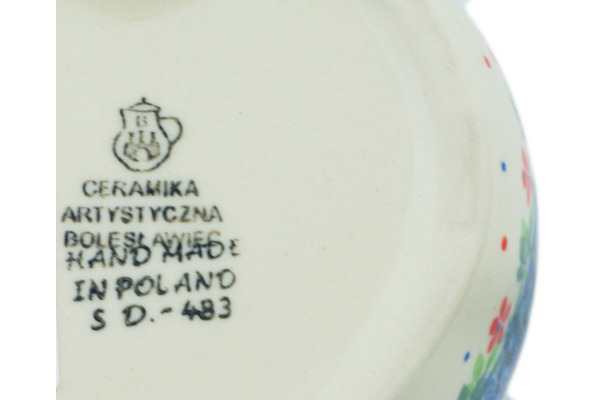 B
CERAMIKA
ARTYSTYCZNA
BOLESŁAWIEC
HAND MADE
IN POLAND
S D.-483